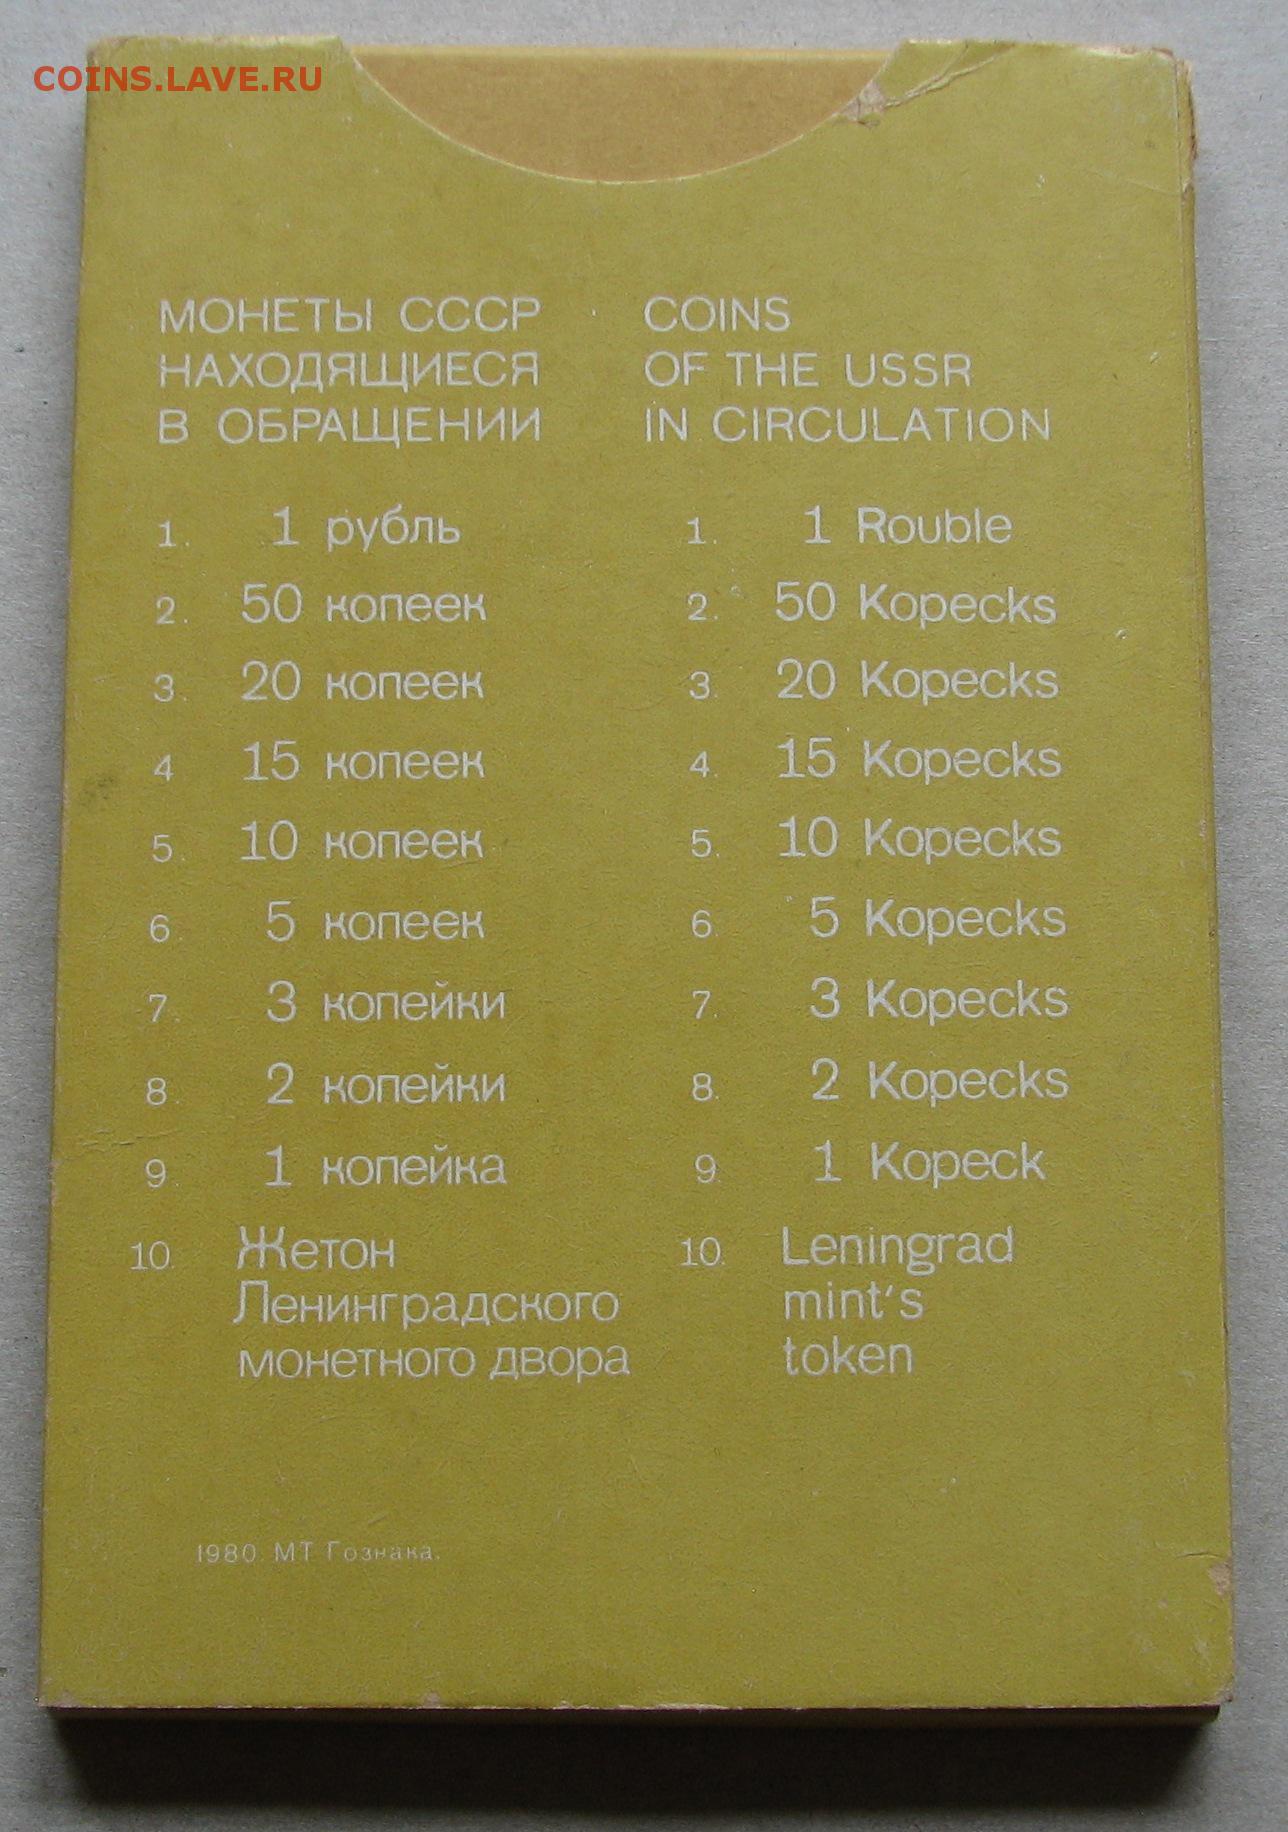 COINS.LAVE.RU
МОНЕТЫ СССР
НАХОДЯЩИЕСЯ
В ОБРАЩЕНИИ
1. 1 рубль
2. 50 копеек
3. 20 копеек
4 15 копеек
5. 10 копеек
6. 5 копеек
7. 3 копейки
8. 2 копейки
9. 1 копейка
10. Жетон
Ленинградского
монетного двора
COINS
OF THE USSR
IN CIRCULATION
1. 1 Rouble
2. 50 Kopecks
3. 20 Kopecks
4. 15 Kopecks
5. 10 Kopecks
6. 5 Kopecks
7. 3 Kopecks
8. 2 Kopecks
9. 1 Kopeck
10. Leningrad
mint's
token
1980. МТ Гознака.